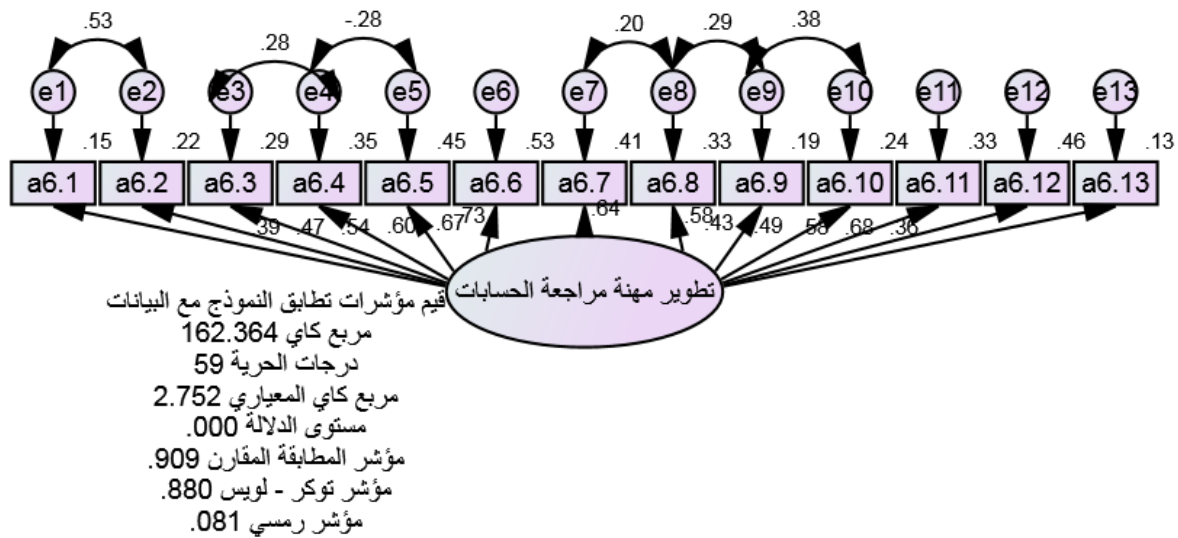 .53 .28 -.28 .20 .29 .38
e1 e2 e3 e4 e5 e6 e7 e8 e9 e10 e11 e12 e13
.15 .22 .29 .35 .45 .53 .41 .33 .19 .24 .33 .46 .13
a6.1 a6.2 a6.3 a6.4 a6.5 a6.6 a6.7 a6.8 a6.9 a6.10 a6.11 a6.12 a6.13
.39 .47 .54 .60 .67 .73 .64 .58 .43 .49 .58 .68 .36
تطوير مهنة مراجعة الحسابات
قيم مؤشرات تطابق النموذج مع البيانات
مربع كاي 162.364
درجات الحرية 59
مربع كاي المعياري 2.752
مستوى الدلالة 000.
مؤشر المطابقة المقارن 909.
مؤشر توكر - لويس 880.
مؤشر رمسي 081.